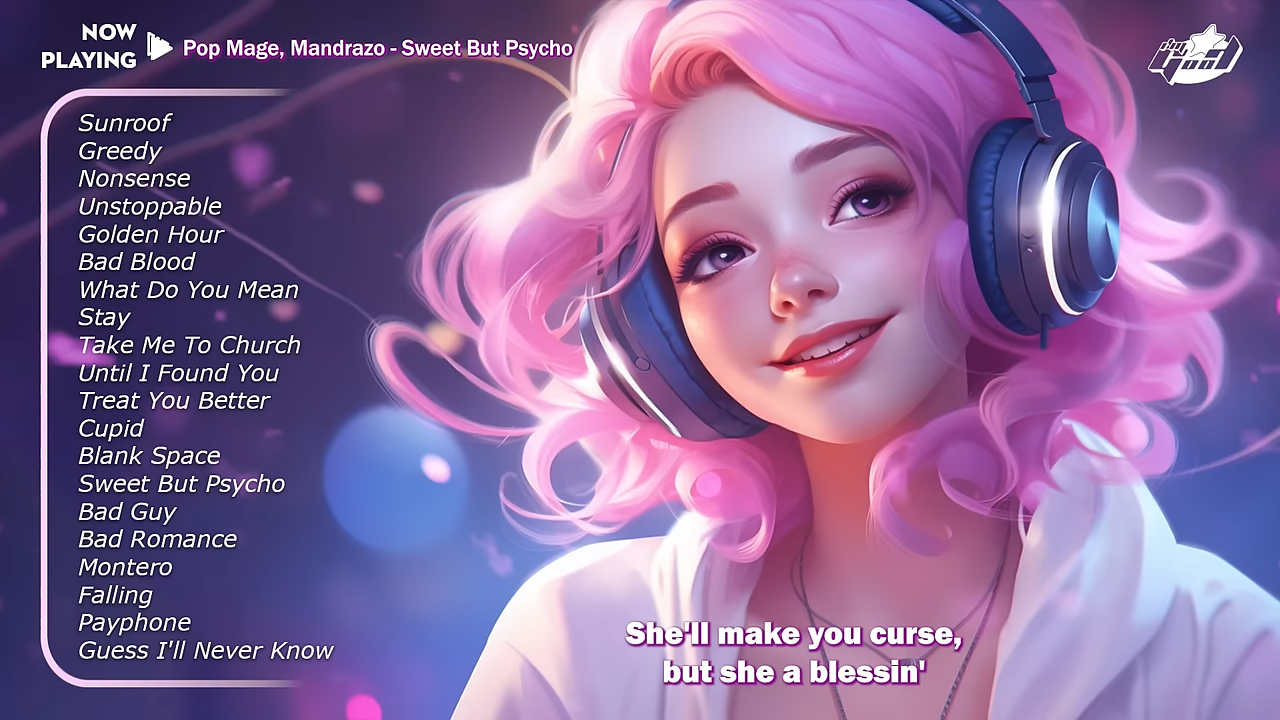 NOW
PLAYING
Pop Mage, Mandrazo - Sweet But Psycho
Sunroof
Greedy
Nonsense
Unstoppable
Golden Hour
Bad Blood
What Do You Mean
Stay
Take Me To Church
Until I Found You
Treat You Better
Cupid
Blank Space
Sweet But Psycho
Bad Guy
Bad Romance
Montero
Falling
Payphone
Guess I'll Never Know
She'll make you curse,
but she a blessin'